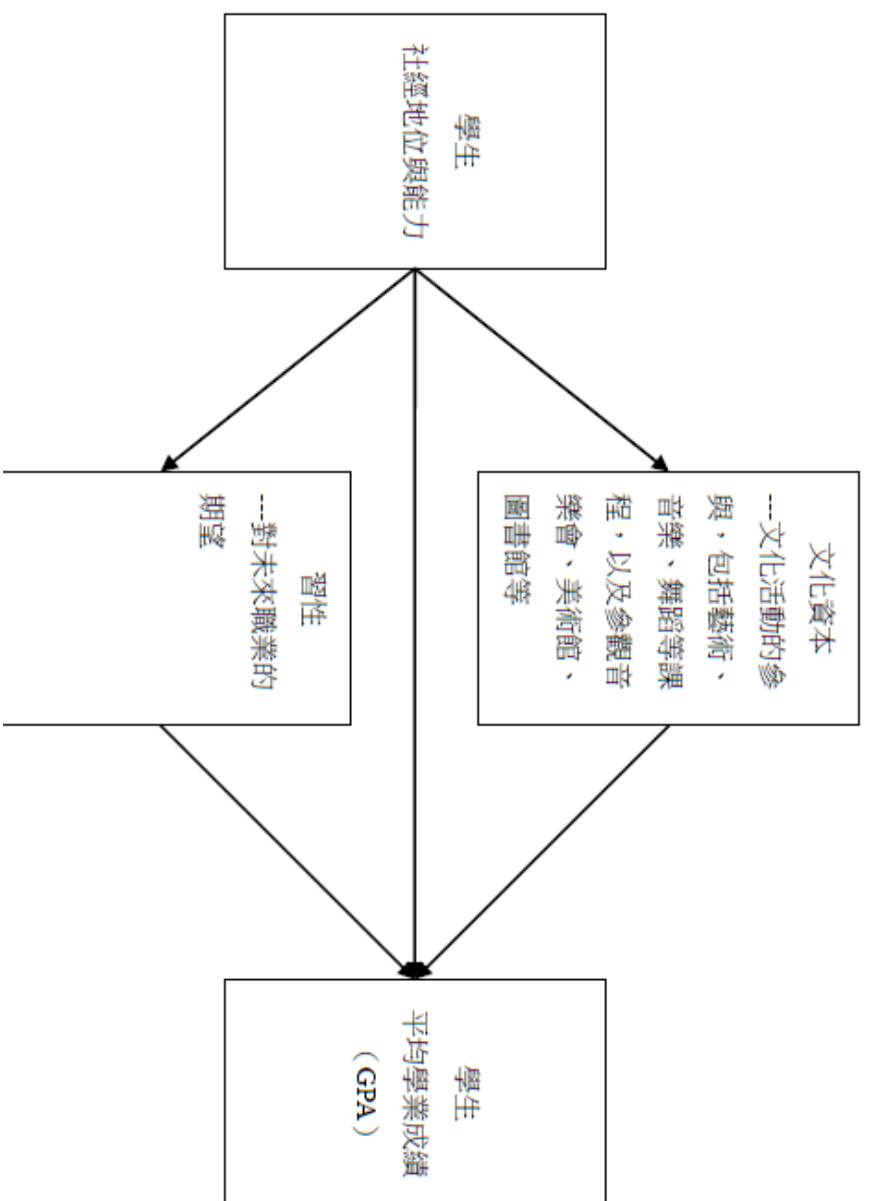 學生
社經地位與能力
文化資本
---文化活動的參
與，包括藝術、
音樂、舞蹈等課
程，以及參觀音
樂會、美術館、
圖書館等
習性
---對未來職業的
期望
學生
平均學業成績
（GPA）